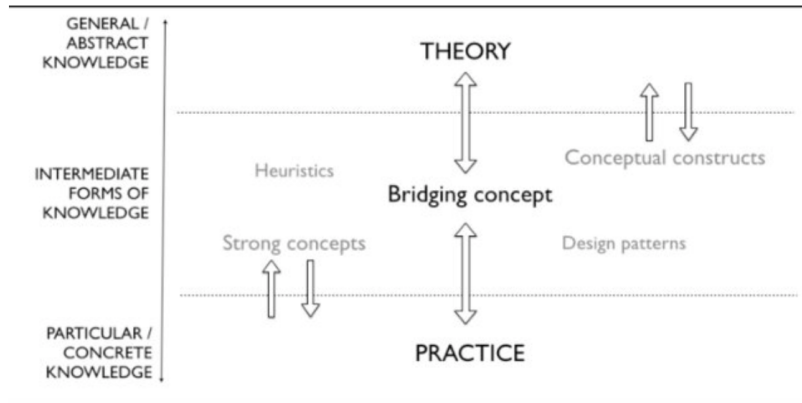 GENERAL /
ABSTRACT
KNOWLEDGE
THEORY
INTERMEDIATE
FORMS OF
KNOWLEDGE
Heuristics
Conceptual constructs
Bridging concept
Strong concepts
Design patterns
PARTICULAR /
CONCRETE
KNOWLEDGE
PRACTICE